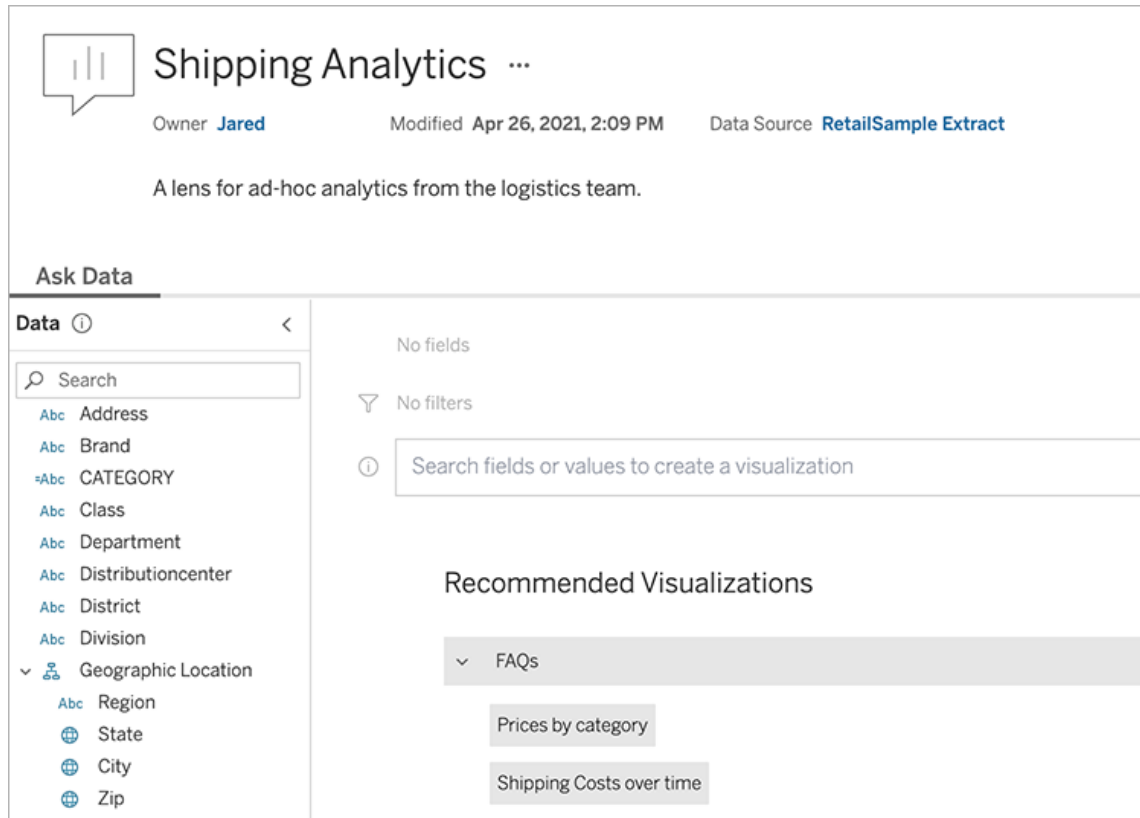 Shipping Analytics ...
Owner Jared Modified Apr 26, 2021, 2:09 PM Data Source RetailSample Extract
A lens for ad-hoc analytics from the logistics team.
Ask Data
Data
Search
Abc Address
Abc Brand
=Abc CATEGORY
Abc Class
Abc Department
Abc Distributioncenter
Abc District
Abc Division
Geographic Location
Abc Region
State
City
Zip
No fields
No filters
Search fields or values to create a visualization
Recommended Visualizations
FAQs
Prices by category
Shipping Costs over time